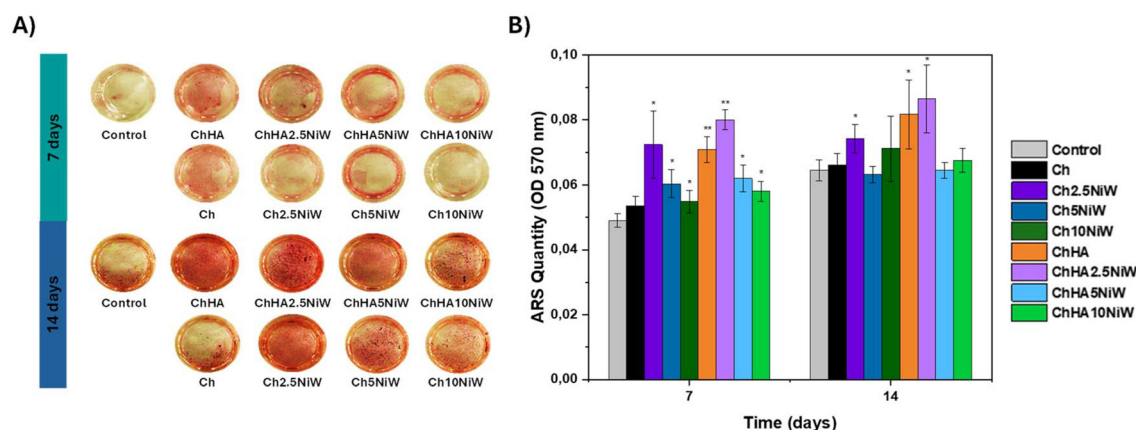 A)
7 days
Control ChHA ChHA2.5NiW ChHA5NiW ChHA10NiW
Ch Ch2.5NiW Ch5NiW Ch10NiW
14 days
Control ChHA ChHA2.5NiW ChHA5NiW ChHA10NiW
Ch Ch2.5NiW Ch5NiW Ch10NiW
B)
ARS Quantity (OD 570 nm)
0,10
0,08
0,06
0,04
0,02
0,00
* * * ** ** * *
* * *
7 14
Time (days)
Control
Ch
Ch2.5NiW
Ch5NiW
Ch10NiW
ChHA
ChHA2.5NiW
ChHA5NiW
ChHA10NiW